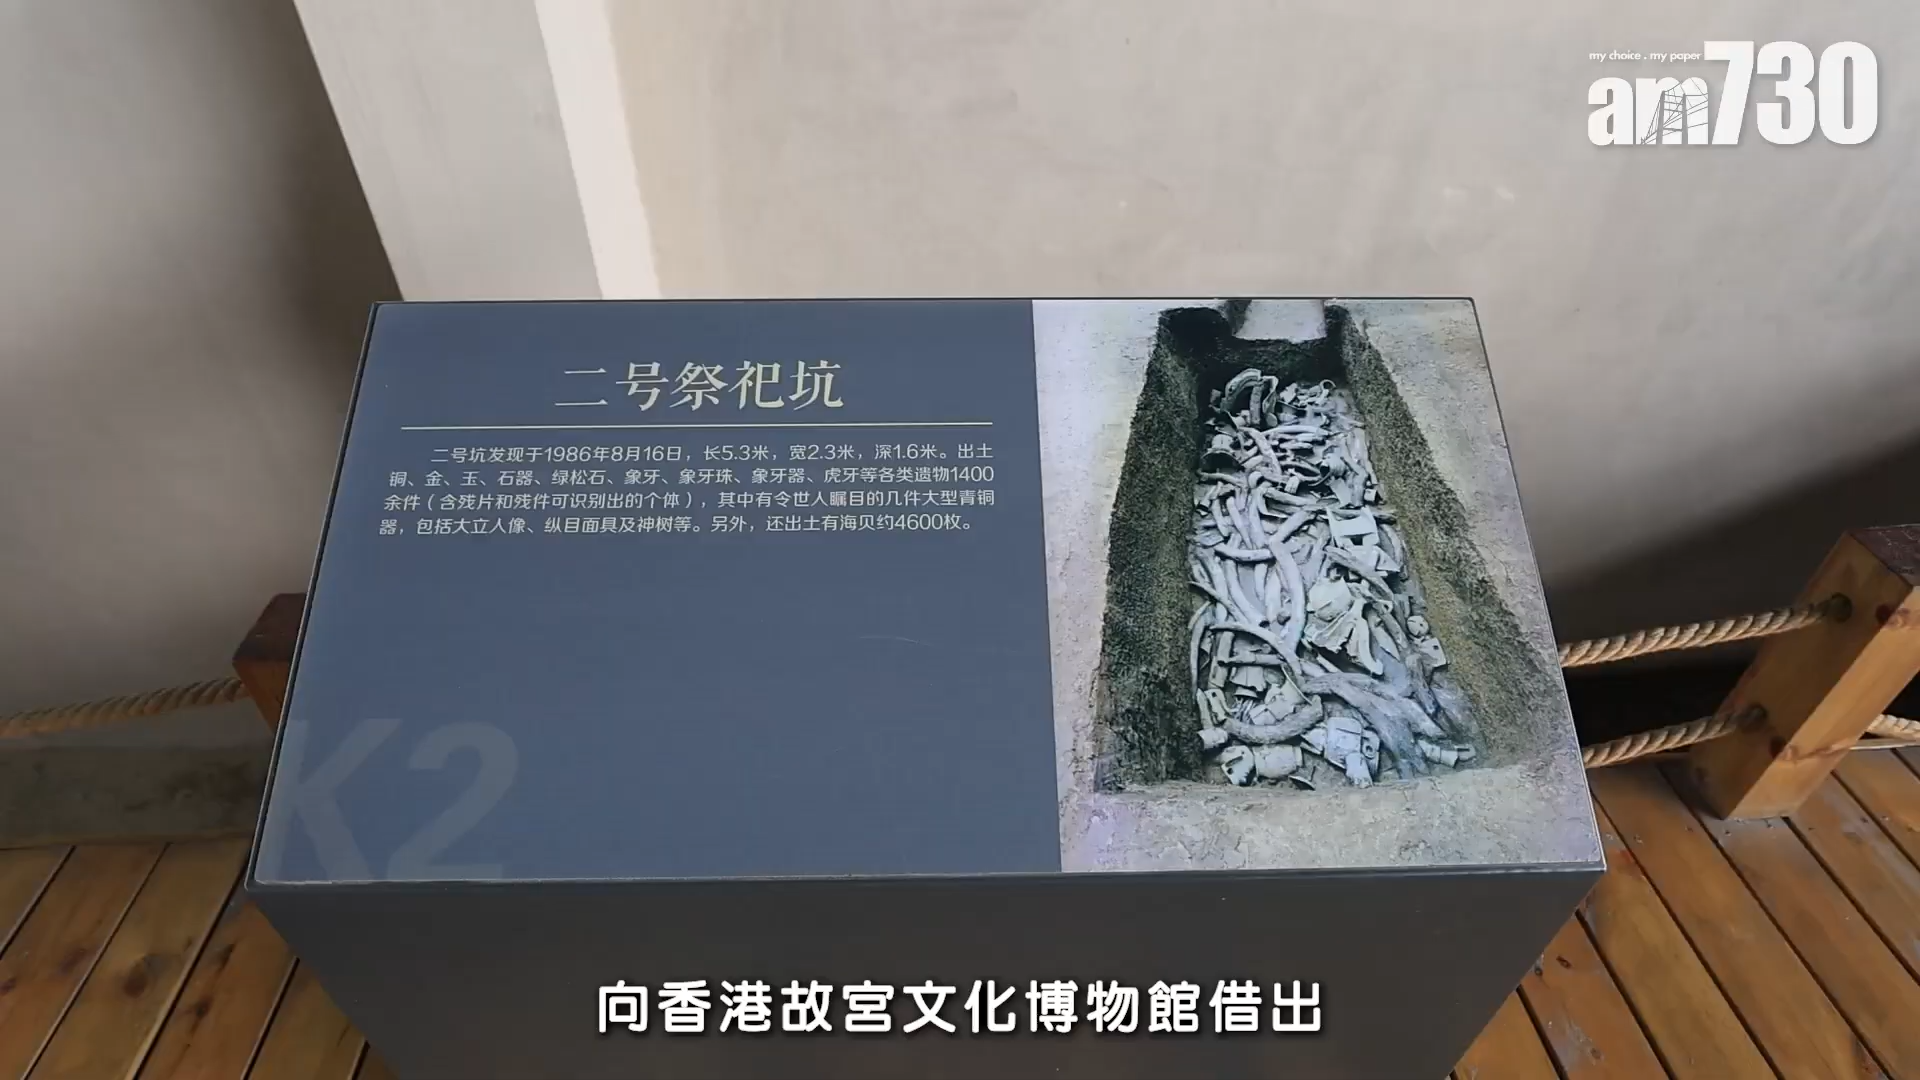 my choice . my paper
am730
二号祭祀坑
二号坑发现于1986年8月16日，长5.3米，宽2.3米，深1.6米。出土
铜、金、玉、石器、绿松石、象牙、象牙珠、象牙器、虎牙等各类遗物1400
余件（含残片和残件可识别出的个体），其中有令世人瞩目的几件大型青铜
器，包括大立人像、纵目面具及神树等。另外，还出土有海贝约4600枚。
K2
向香港故宮文化博物館借出